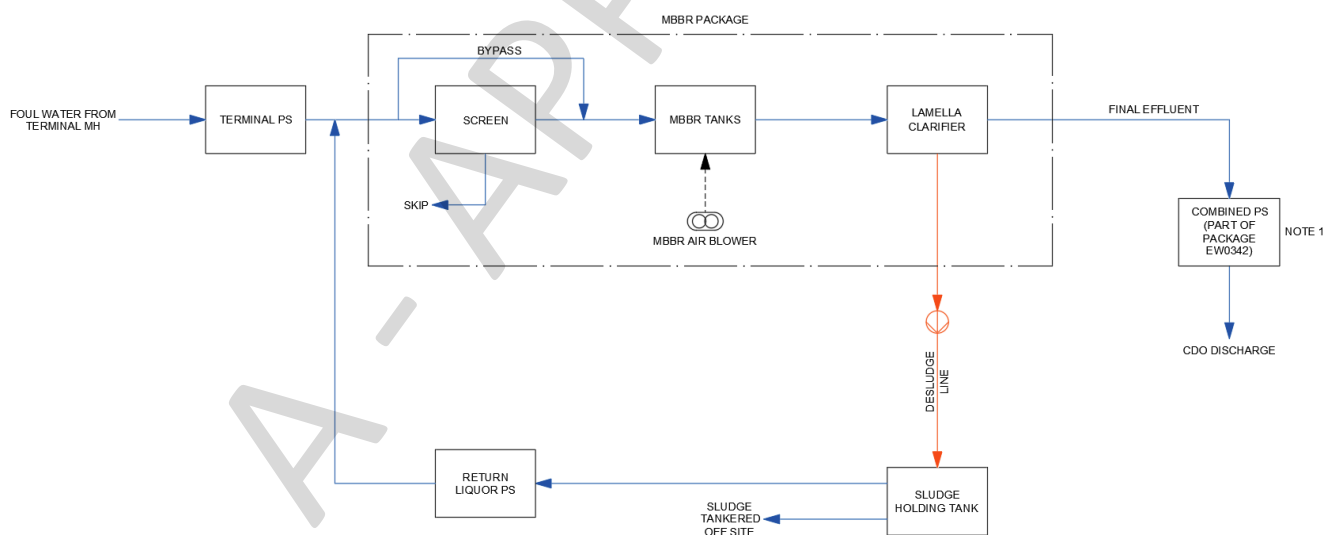 MBBR PACKAGE
BYPASS
FOUL WATER FROM
TERMINAL MH
TERMINAL PS
SCREEN
MBBR TANKS
LAMELLA
CLARIFIER
FINAL EFFLUENT
SKIP
MBBR AIR BLOWER
COMBINED PS
(PART OF
PACKAGE
EW0342)
NOTE 1
CDO DISCHARGE
DESLUDGE
LINE
RETURN
LIQUOR PS
SLUDGE
HOLDING TANK
SLUDGE
TANKERED
OFF SITE
A - AP